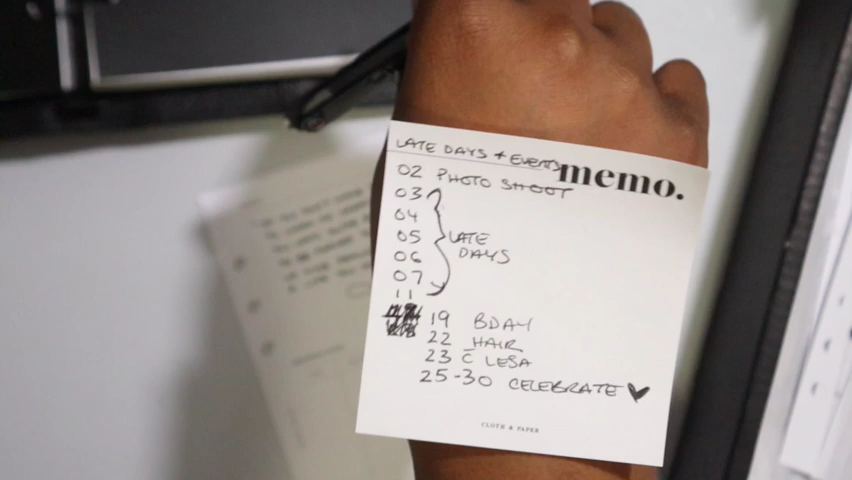 LATE DAYS + EVENTS
memo.
02 PHOTO SHOOT
03
04
05 LATE
06 DAYS
07
11
19 BDAY
22 HAIR
23 C̄ LESA
25-30 CELEBRATE ♥
CLOTH & PAPER